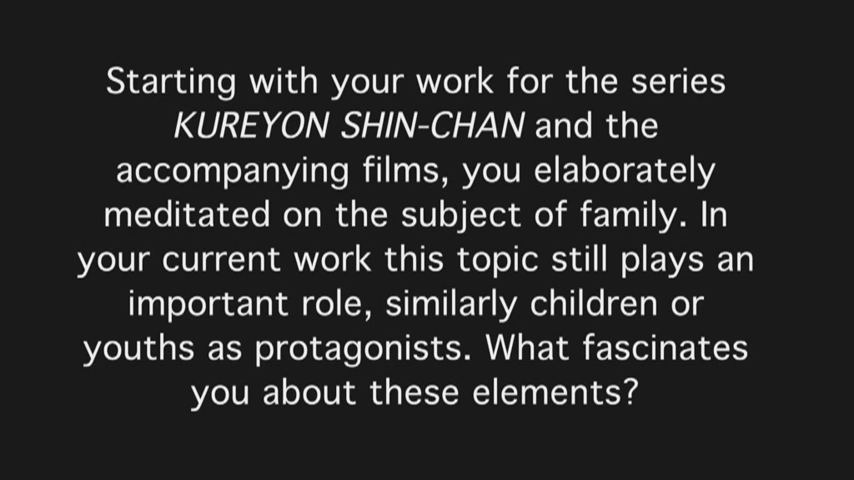 Starting with your work for the series
KUREYON SHIN-CHAN and the
accompanying films, you elaborately
meditated on the subject of family. In
your current work this topic still plays an
important role, similarly children or
youths as protagonists. What fascinates
you about these elements?